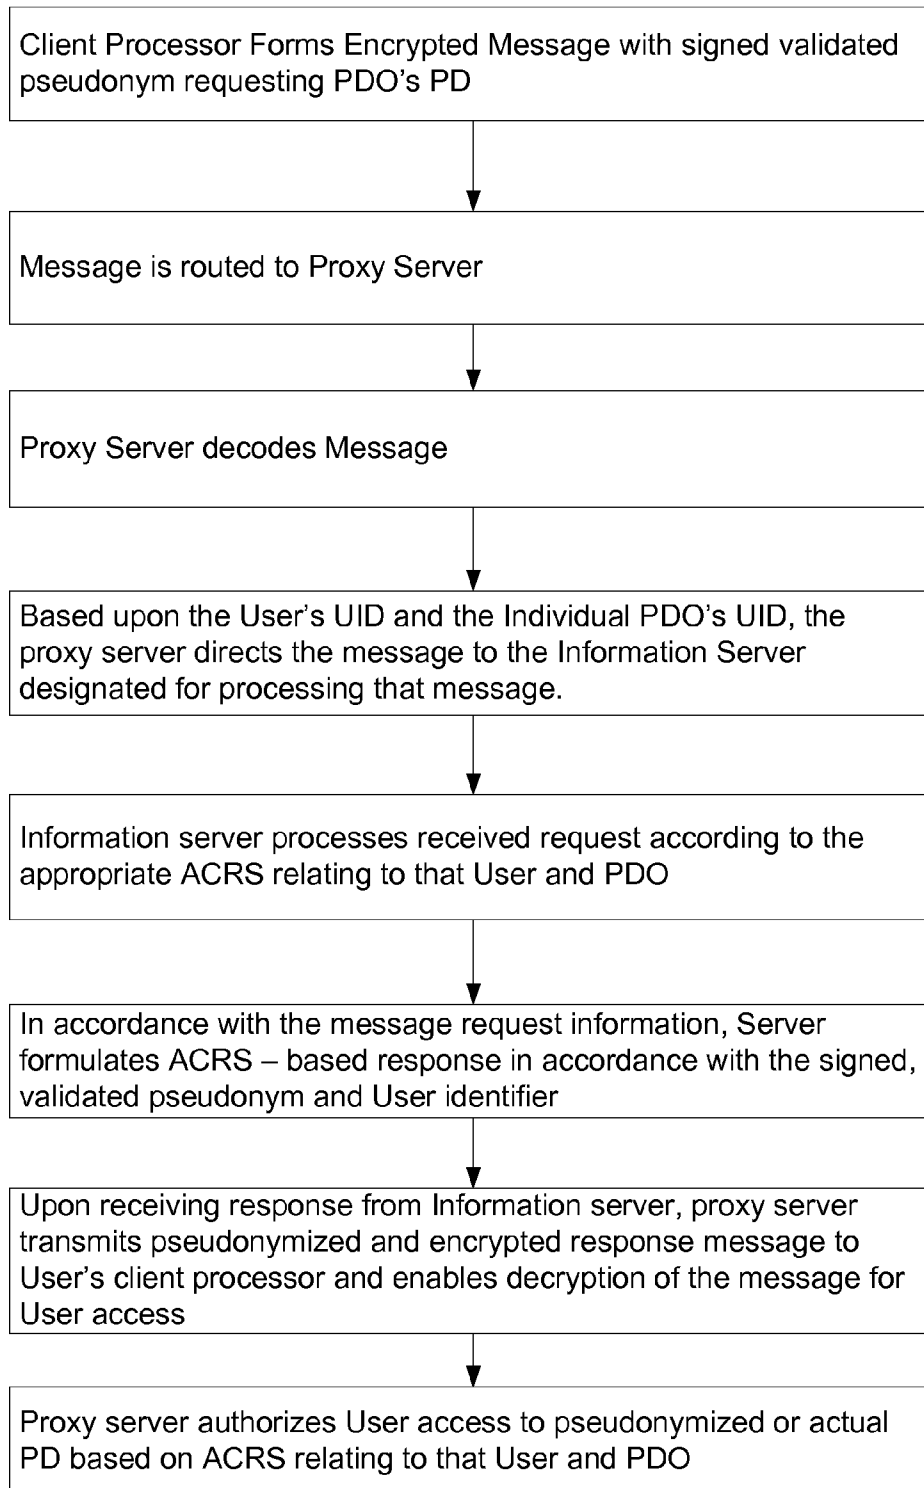 Client Processor Forms Encrypted Message with signed validated
pseudonym requesting PDO's PD
Message is routed to Proxy Server
Proxy Server decodes Message
Based upon the User's UID and the Individual PDO's UID, the
proxy server directs the message to the Information Server
designated for processing that message.
Information server processes received request according to the
appropriate ACRS relating to that User and PDO
In accordance with the message request information, Server
formulates ACRS – based response in accordance with the signed,
validated pseudonym and User identifier
Upon receiving response from Information server, proxy server
transmits pseudonymized and encrypted response message to
User's client processor and enables decryption of the message for
User access
Proxy server authorizes User access to pseudonymized or actual
PD based on ACRS relating to that User and PDO